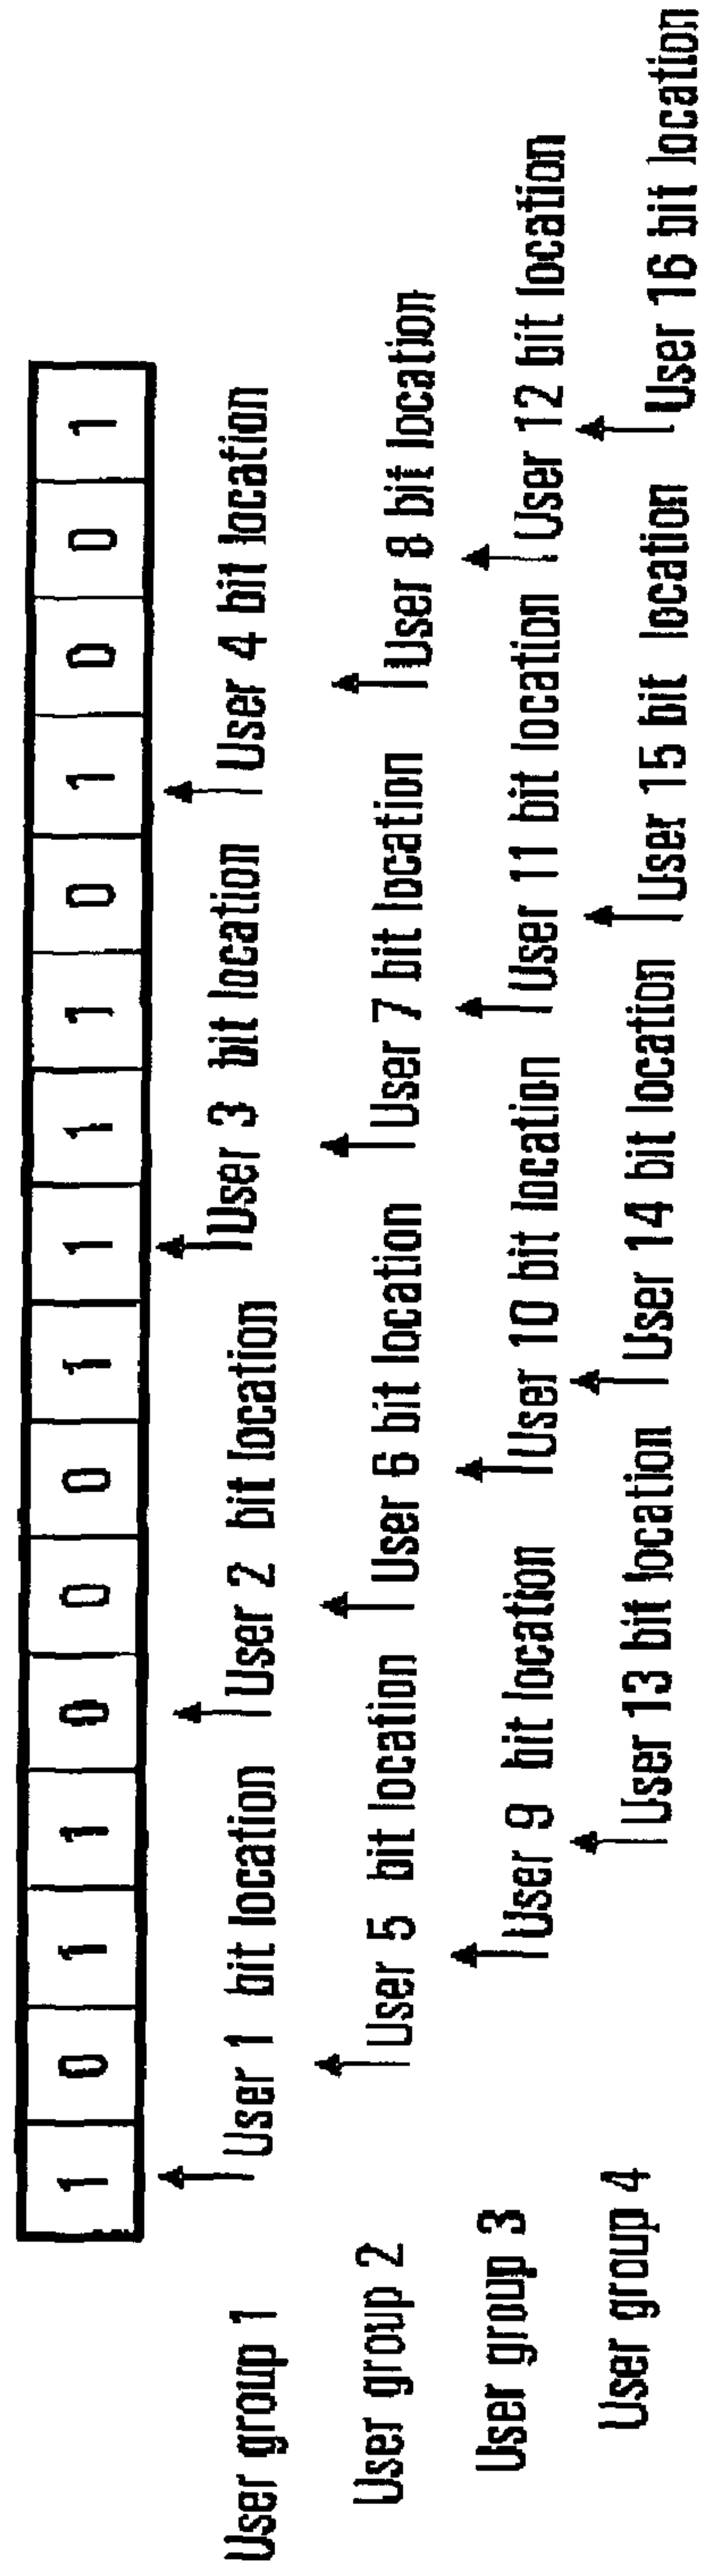 1 0 1 1 0 0 0 1 1 1 1 0 1 0 0 1
User group 1 User 1 bit location User 2 bit location User 3 bit location User 4 bit location
User group 2 User 5 bit location User 6 bit location User 7 bit location User 8 bit location
User group 3 User 9 bit location User 10 bit location User 11 bit location User 12 bit location
User group 4 User 13 bit location User 14 bit location User 15 bit location User 16 bit location